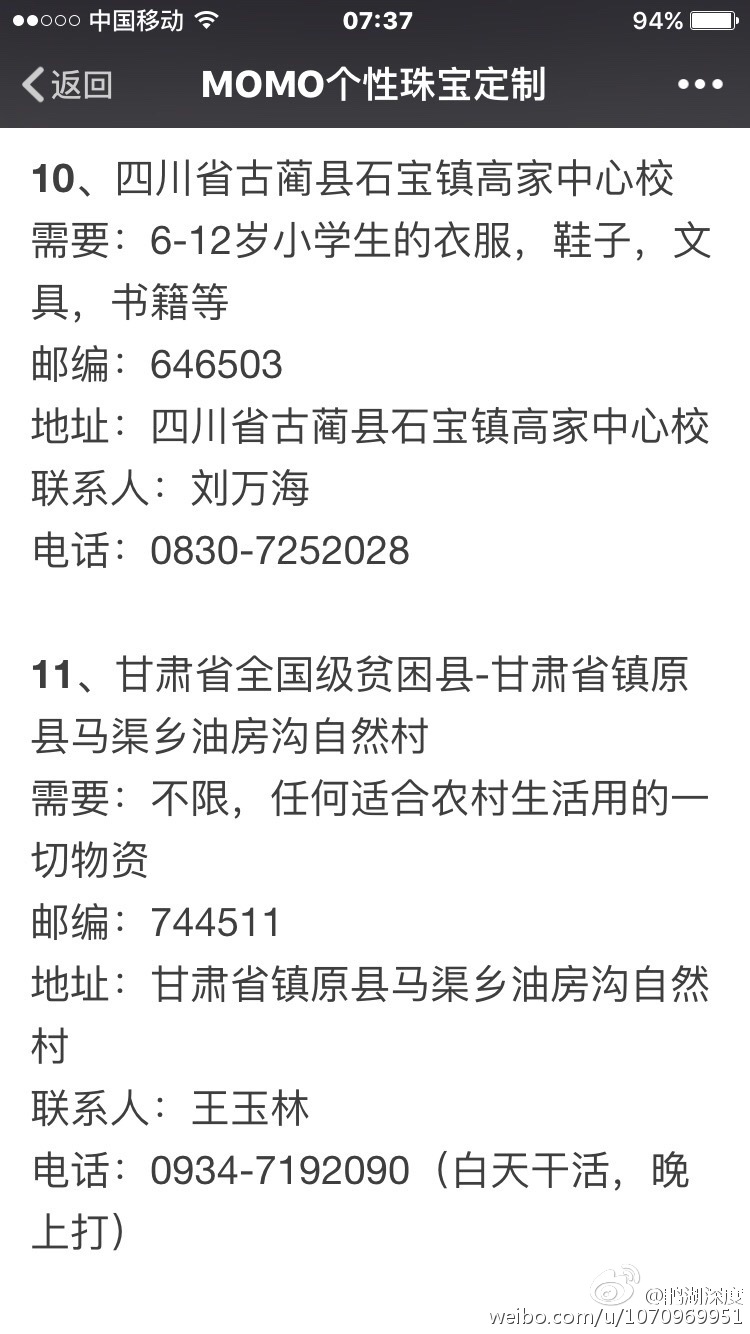 中国移动 07:37 94%
返回 MOMO个性珠宝定制
10、四川省古蔺县石宝镇高家中心校
需要：6-12岁小学生的衣服，鞋子，文
具，书籍等
邮编：646503
地址：四川省古蔺县石宝镇高家中心校
联系人：刘万海
电话：0830-7252028
11、甘肃省全国级贫困县-甘肃省镇原
县马渠乡油房沟自然村
需要：不限，任何适合农村生活用的一
切物资
邮编：744511
地址：甘肃省镇原县马渠乡油房沟自然
村
联系人：王玉林
电话：0934-7192090（白天干活，晚
上打）
@鹊湖深度
weibo.com/u/1070969951